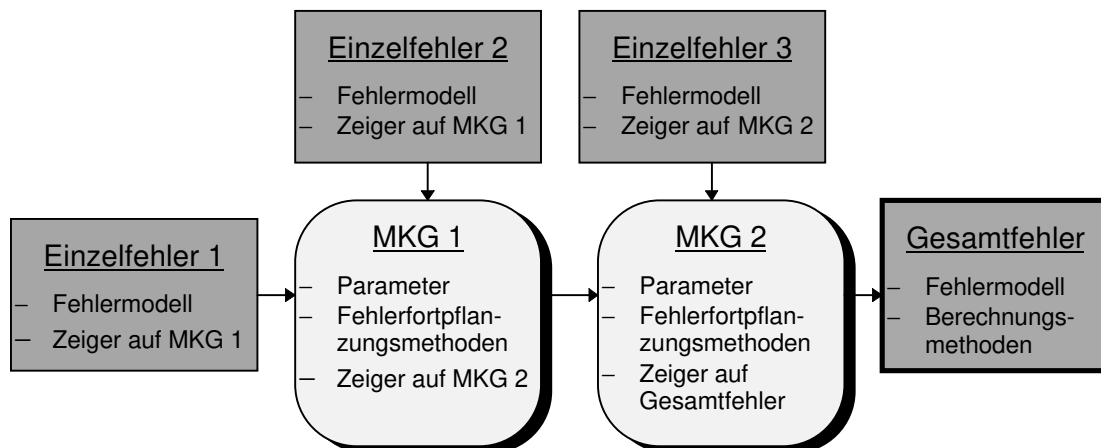 Einzelfehler 2
– Fehlermodell
– Zeiger auf MKG 1
Einzelfehler 3
– Fehlermodell
– Zeiger auf MKG 2
Einzelfehler 1
– Fehlermodell
– Zeiger auf MKG 1
MKG 1
– Parameter
– Fehlerfortpflan-
zungsmethoden
– Zeiger auf MKG 2
MKG 2
– Parameter
– Fehlerfortpflan-
zungsmethoden
– Zeiger auf
Gesamtfehler
Gesamtfehler
– Fehlermodell
– Berechnungs-
methoden